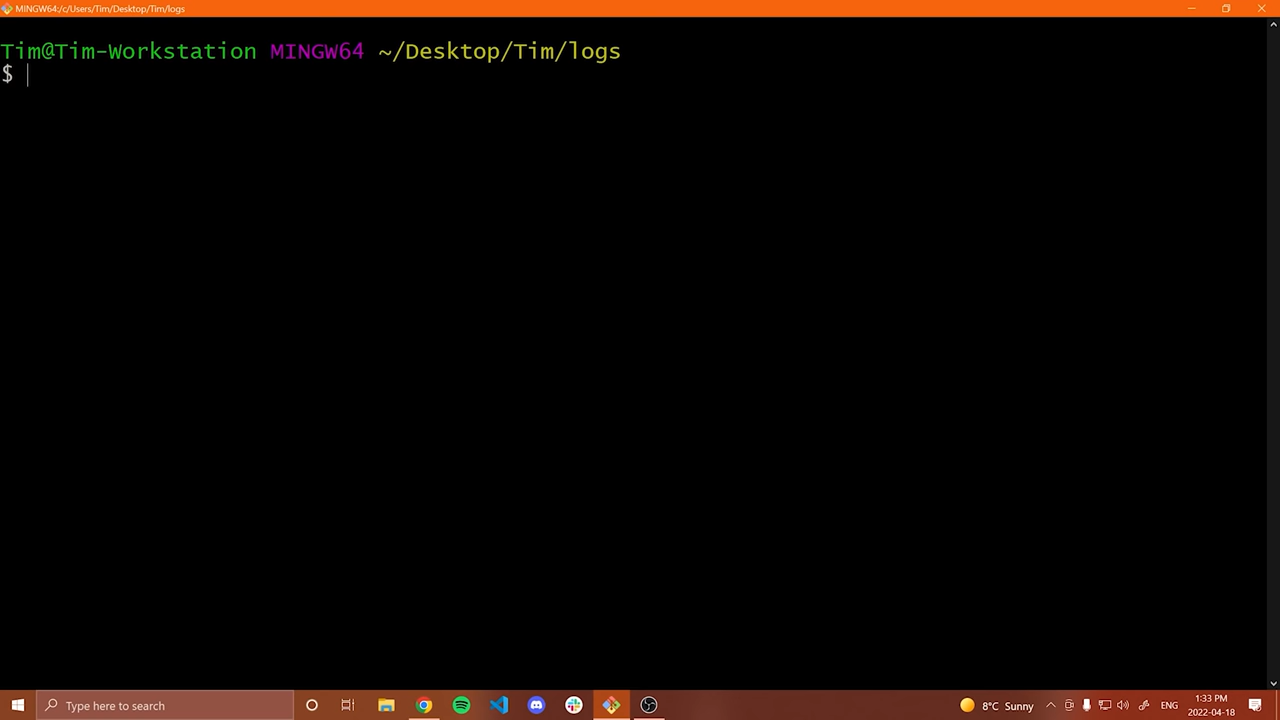 MINGW64:/c/Users/Tim/Desktop/Tim/logs
Tim@Tim-Workstation MINGW64 ~/Desktop/Tim/logs
$
Type here to search
8°C Sunny
ENG
1:33 PM
2022-04-18